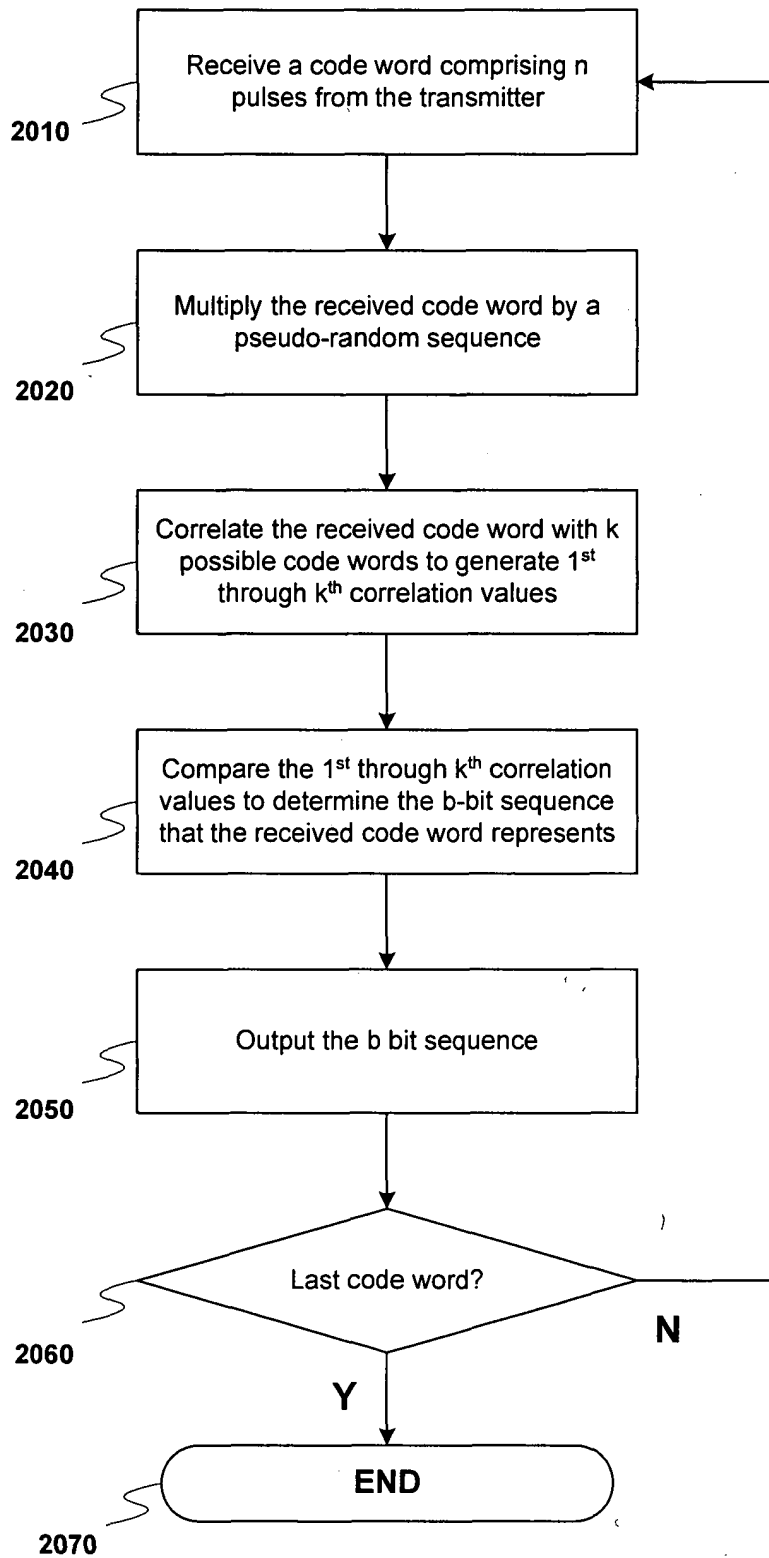 Receive a code word comprising n
pulses from the transmitter
2010
Multiply the received code word by a
pseudo-random sequence
2020
Correlate the received code word with k
possible code words to generate 1st
through kth correlation values
2030
Compare the 1st through kth correlation
values to determine the b-bit sequence
that the received code word represents
2040
Output the b bit sequence
2050
Last code word?
2060
N
Y
END
2070